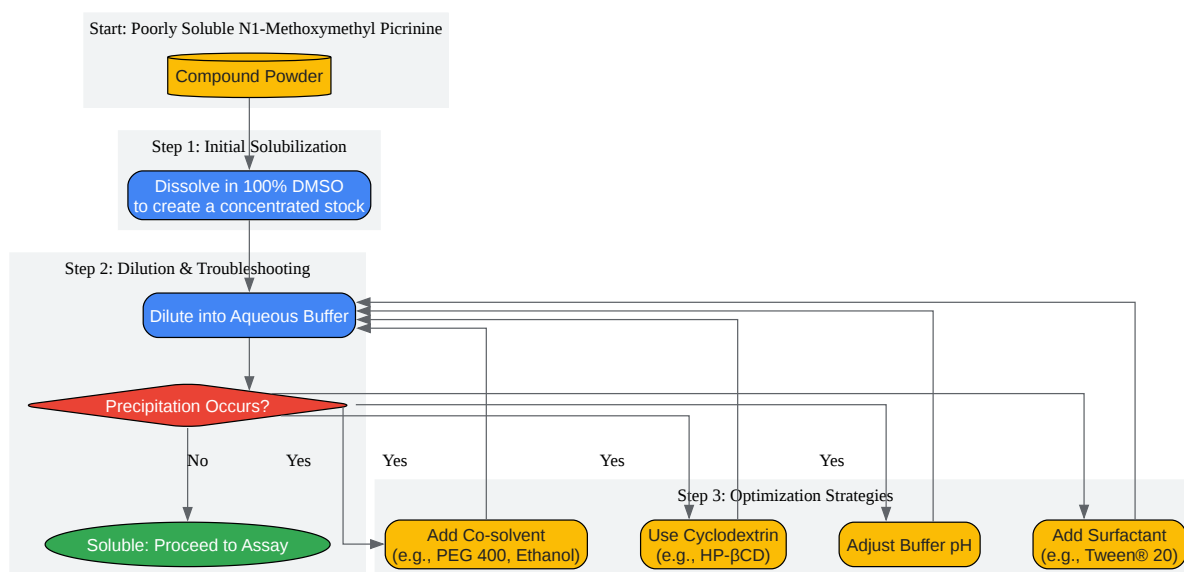 Start: Poorly Soluble N1-Methoxymethyl Picrinine
Compound Powder
Step 1: Initial Solubilization
Dissolve in 100% DMSO
to create a concentrated stock
Step 2: Dilution & Troubleshooting
Dilute into Aqueous Buffer
Precipitation Occurs?
No
Yes
Yes
Yes
Yes
Step 3: Optimization Strategies
Soluble: Proceed to Assay
Add Co-solvent
(e.g., PEG 400, Ethanol)
Use Cyclodextrin
(e.g., HP-βCD)
Adjust Buffer pH
Add Surfactant
(e.g., Tween® 20)